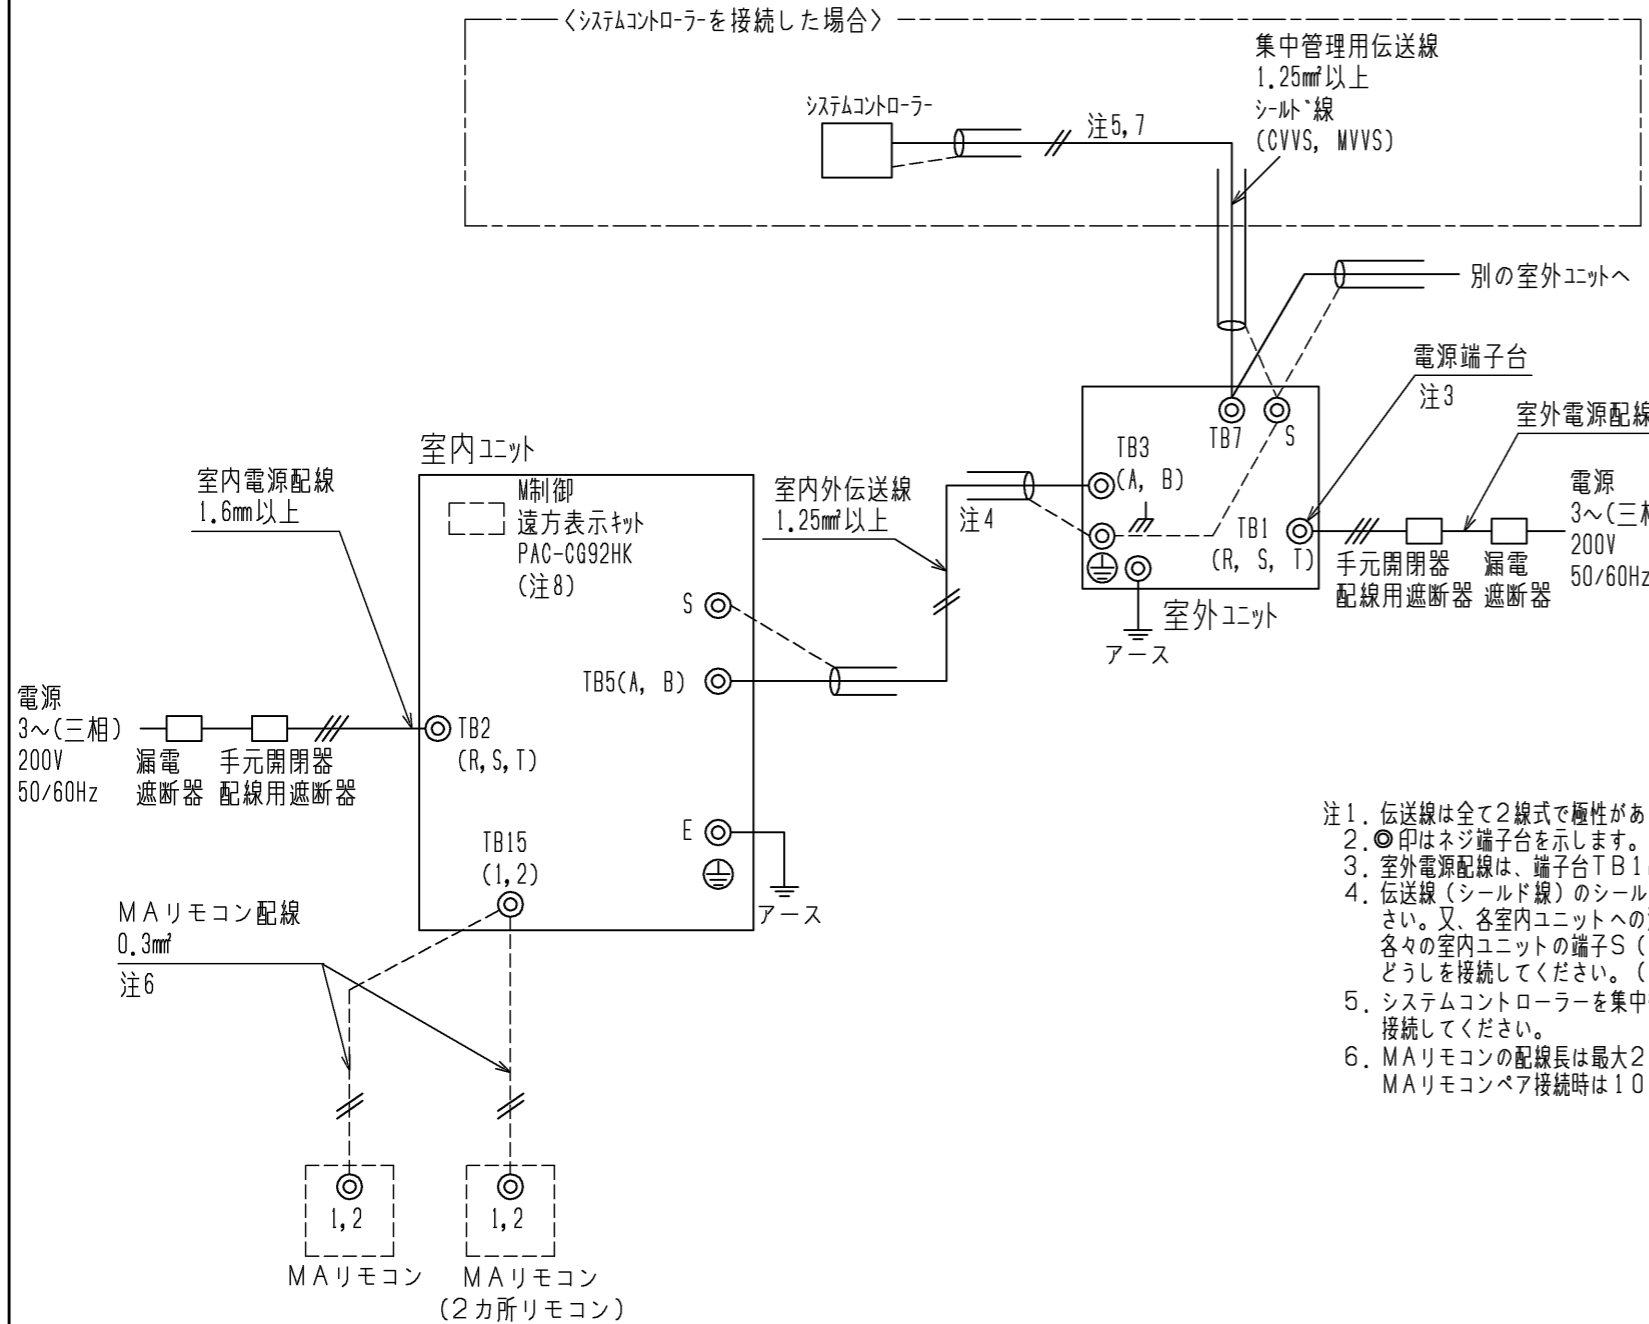 〈システムコントローラーを接続した場合〉
集中管理用伝送線
1.25㎟以上
シールド線
(CVVS, MVVS)
システムコントローラー
注5,7
別の室外ユニットへ
電源端子台
注3
室外電源配線
TB7
S
TB3
(A, B)
TB1
(R, S, T)
電源
3～(三相
200V
50/60Hz
手元開閉器
配線用遮断器
漏電
遮断器
室外ユニット
アース
室内ユニット
室内電源配線
1.6mm以上
M制御
遠方表示キット
PAC-CG92HK
(注8)
室内外伝送線
1.25㎟以上
注4
S
TB5(A, B)
電源
3～(三相)
200V
50/60Hz
漏電
遮断器
手元開閉器
配線用遮断器
TB2
(R,S,T)
E
アース
TB15
(1,2)
MAリモコン配線
0.3㎟
注6
1,2
1,2
MAリモコン
MAリモコン
(2カ所リモコン)
注1. 伝送線は全て2線式で極性があ
2. ◎印はネジ端子台を示します。
3. 室外電源配線は、端子台TB1
4. 伝送線（シールド線）のシール
さい。又、各室内ユニットへの
各々の室内ユニットの端子S（
どうしを接続してください。（
5. システムコントローラーを集中
接続してください。
6. MAリモコンの配線長は最大2
MAリモコンペア接続時は10